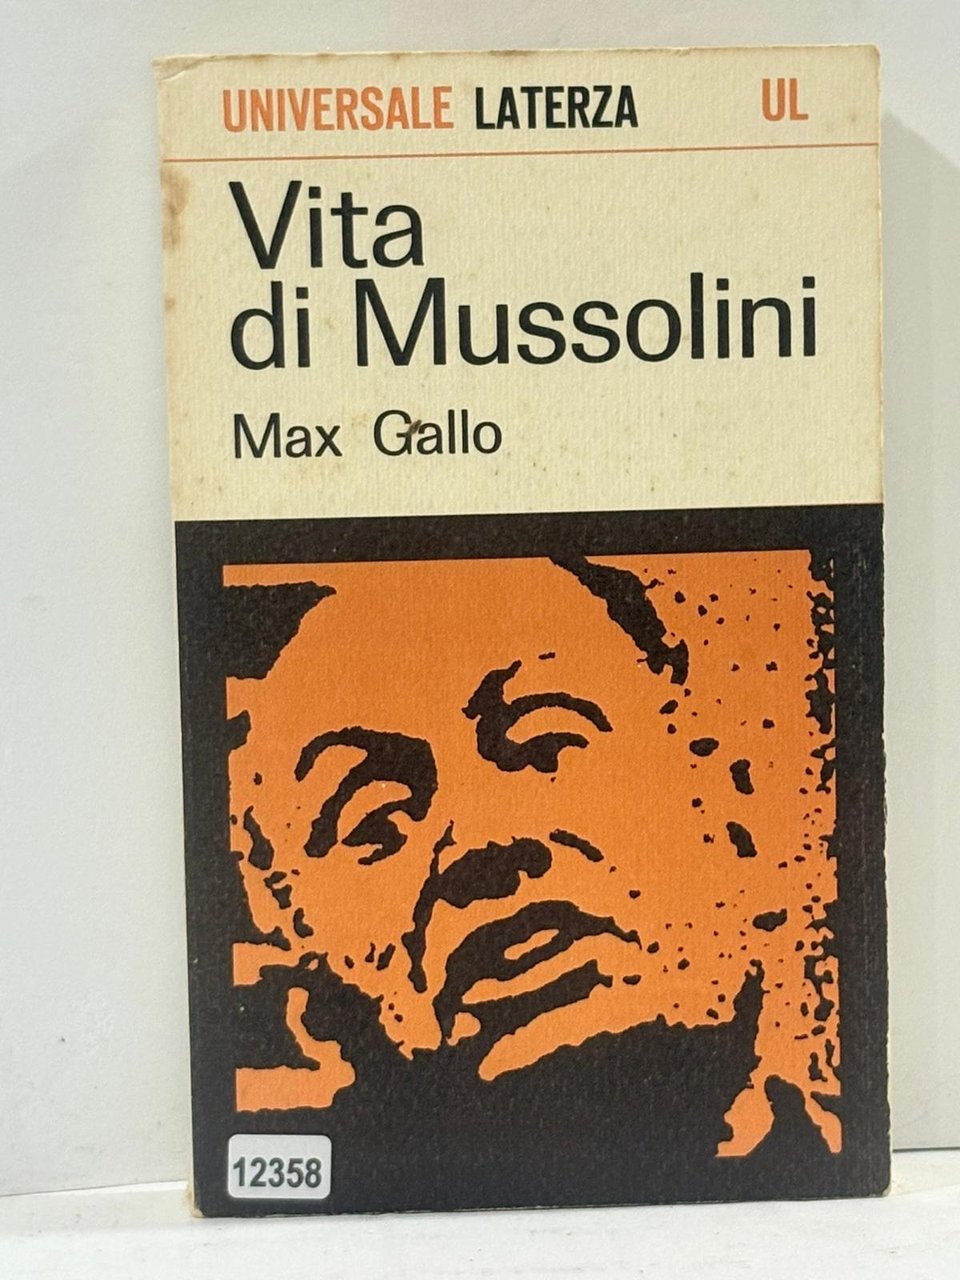 UNIVERSALE LATERZA UL
Vita
di Mussolini
Max Gallo
12358